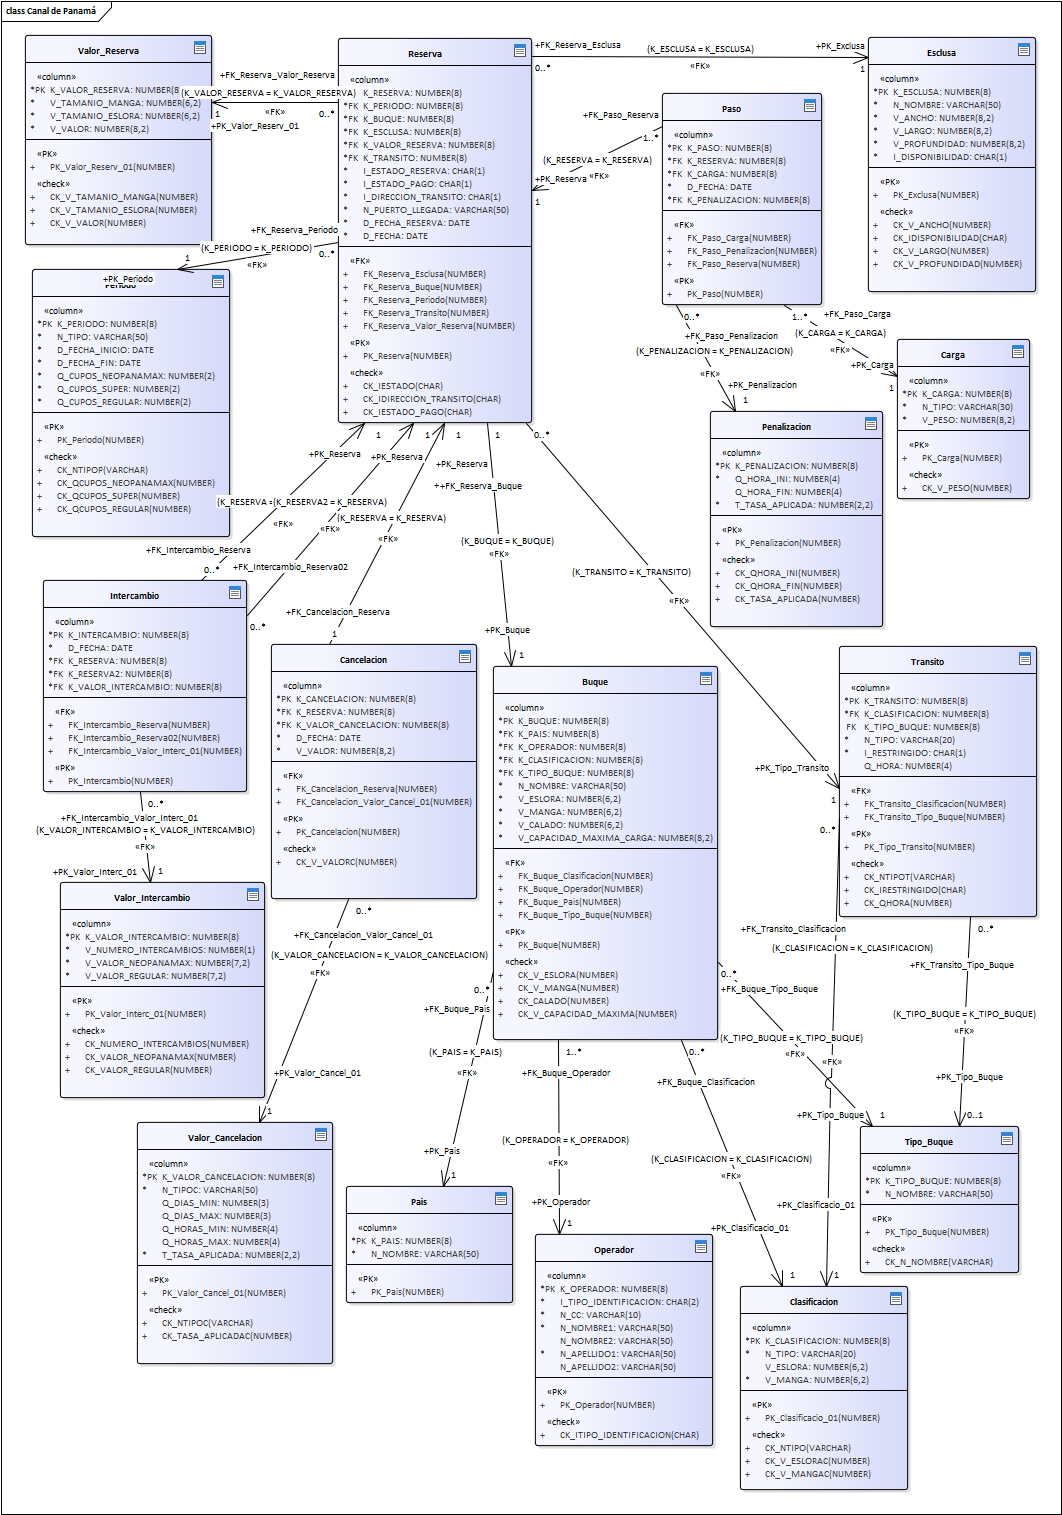 class Canal de Panamá
Valor_Reserva
«column»
*PK K_VALOR_RESERVA: NUMBER(8)
* V_TAMANIO_MANGA: NUMBER(6,2)
* V_TAMANIO_ESLORA: NUMBER(6,2)
* V_VALOR: NUMBER(8,2)
«PK»
+ PK_Valor_Reserv_01(NUMBER)
«check»
+ CK_V_TAMANIO_MANGA(NUMBER)
+ CK_V_TAMANIO_ESLORA(NUMBER)
+ CK_V_VALOR(NUMBER)
+FK_Reserva_Valor_Reserva
(K_VALOR_RESERVA = K_VALOR_RESERVA)
«FK»
1
0..*
+PK_Valor_Reserv_01
Reserva
«column»
*PK K_RESERVA: NUMBER(8)
*FK K_PERIODO: NUMBER(8)
*FK K_BUQUE: NUMBER(8)
*FK K_ESCLUSA: NUMBER(8)
*FK K_VALOR_RESERVA: NUMBER(8)
*FK K_TRANSITO: NUMBER(8)
* I_ESTADO_RESERVA: CHAR(1)
* I_ESTADO_PAGO: CHAR(1)
* I_DIRECCION_TRANSITO: CHAR(1)
* N_PUERTO_LLEGADA: VARCHAR(50)
* D_FECHA_RESERVA: DATE
* D_FECHA: DATE
«FK»
+ FK_Reserva_Esclusa(NUMBER)
+ FK_Reserva_Buque(NUMBER)
+ FK_Reserva_Periodo(NUMBER)
+ FK_Reserva_Transito(NUMBER)
+ FK_Reserva_Valor_Reserva(NUMBER)
«PK»
+ PK_Reserva(NUMBER)
«check»
+ CK_IESTADO(CHAR)
+ CK_IDIRECCION_TRANSITO(CHAR)
+ CK_IESTADO_PAGO(CHAR)
+FK_Reserva_Esclusa
(K_ESCLUSA = K_ESCLUSA)
+PK_Exclusa
0..*
«FK»
1
Esclusa
«column»
*PK K_ESCLUSA: NUMBER(8)
* N_NOMBRE: VARCHAR(50)
* V_ANCHO: NUMBER(8,2)
* V_LARGO: NUMBER(8,2)
* V_PROFUNDIDAD: NUMBER(8,2)
* I_DISPONIBILIDAD: CHAR(1)
«PK»
+ PK_Exclusa(NUMBER)
«check»
+ CK_V_ANCHO(NUMBER)
+ CK_IDISPONIBILIDAD(CHAR)
+ CK_V_LARGO(NUMBER)
+ CK_V_PROFUNDIDAD(NUMBER)
Paso
«column»
*PK K_PASO: NUMBER(8)
*FK K_RESERVA: NUMBER(8)
*FK K_CARGA: NUMBER(8)
* D_FECHA: DATE
*FK K_PENALIZACION: NUMBER(8)
«FK»
+ FK_Paso_Carga(NUMBER)
+ FK_Paso_Penalizacion(NUMBER)
+ FK_Paso_Reserva(NUMBER)
«PK»
+ PK_Paso(NUMBER)
+FK_Paso_Reserva
1..*
(K_RESERVA = K_RESERVA)
«FK»
+PK_Reserva
1
+FK_Reserva_Periodo
(K_PERIODO = K_PERIODO)
0..*
1
«FK»
+PK_Periodo
Periodo
«column»
*PK K_PERIODO: NUMBER(8)
* N_TIPO: VARCHAR(50)
* D_FECHA_INICIO: DATE
* D_FECHA_FIN: DATE
* Q_CUPOS_NEOPANAMAX: NUMBER(2)
* Q_CUPOS_SUPER: NUMBER(2)
* Q_CUPOS_REGULAR: NUMBER(2)
«PK»
+ PK_Periodo(NUMBER)
«check»
+ CK_NTIPOP(VARCHAR)
+ CK_QCUPOS_NEOPANAMAX(NUMBER)
+ CK_QCUPOS_SUPER(NUMBER)
+ CK_QCUPOS_REGULAR(NUMBER)
0..*
+FK_Paso_Penalizacion
(K_PENALIZACION = K_PENALIZACION)
«FK»
+PK_Penalizacion
1
1..*
+FK_Paso_Carga
(K_CARGA = K_CARGA)
«FK»
+PK_Carga
1
Carga
«column»
*PK K_CARGA: NUMBER(8)
* N_TIPO: VARCHAR(30)
* V_PESO: NUMBER(8,2)
«PK»
+ PK_Carga(NUMBER)
«check»
+ CK_V_PESO(NUMBER)
Penalizacion
«column»
*PK K_PENALIZACION: NUMBER(8)
* Q_HORA_INI: NUMBER(4)
Q_HORA_FIN: NUMBER(4)
* T_TASA_APLICADA: NUMBER(2,2)
«PK»
+ PK_Penalizacion(NUMBER)
«check»
+ CK_QHORA_INI(NUMBER)
+ CK_QHORA_FIN(NUMBER)
+ CK_TASA_APLICADA(NUMBER)
1
+PK_Reserva
(K_RESERVA =
«FK»
+FK_Intercambio_Reserva
0..*
1
+PK_Reserva
(K_RESERVA2 = K_RESERVA)
«FK»
+FK_Intercambio_Reserva02
0..*
1
+PK_Reserva
(K_RESERVA = K_RESERVA)
«FK»
+FK_Cancelacion_Reserva
1
1
++FK_Reserva_Buque
(K_BUQUE = K_BUQUE)
«FK»
+PK_Buque
1
0..*
(K_TRANSITO = K_TRANSITO)
«FK»
+PK_Tipo_Transito
1
Intercambio
«column»
*PK K_INTERCAMBIO: NUMBER(8)
* D_FECHA: DATE
*FK K_RESERVA: NUMBER(8)
*FK K_RESERVA2: NUMBER(8)
*FK K_VALOR_INTERCAMBIO: NUMBER(8)
«FK»
+ FK_Intercambio_Reserva(NUMBER)
+ FK_Intercambio_Reserva02(NUMBER)
+ FK_Intercambio_Valor_Interc_01(NUMBER)
«PK»
+ PK_Intercambio(NUMBER)
Cancelacion
«column»
*PK K_CANCELACION: NUMBER(8)
*FK K_RESERVA: NUMBER(8)
*FK K_VALOR_CANCELACION: NUMBER(8)
* D_FECHA: DATE
* V_VALOR: NUMBER(8,2)
«FK»
+ FK_Cancelacion_Reserva(NUMBER)
+ FK_Cancelacion_Valor_Cancel_01(NUMBER)
«PK»
+ PK_Cancelacion(NUMBER)
«check»
+ CK_V_VALORC(NUMBER)
Buque
«column»
*PK K_BUQUE: NUMBER(8)
*FK K_PAIS: NUMBER(8)
*FK K_OPERADOR: NUMBER(8)
*FK K_CLASIFICACION: NUMBER(8)
*FK K_TIPO_BUQUE: NUMBER(8)
* N_NOMBRE: VARCHAR(50)
* V_ESLORA: NUMBER(6,2)
* V_MANGA: NUMBER(6,2)
* V_CALADO: NUMBER(6,2)
* V_CAPACIDAD_MAXIMA_CARGA: NUMBER(8,2)
«FK»
+ FK_Buque_Clasificacion(NUMBER)
+ FK_Buque_Operador(NUMBER)
+ FK_Buque_Pais(NUMBER)
+ FK_Buque_Tipo_Buque(NUMBER)
«PK»
+ PK_Buque(NUMBER)
«check»
+ CK_V_ESLORA(NUMBER)
+ CK_V_MANGA(NUMBER)
+ CK_CALADO(NUMBER)
+ CK_V_CAPACIDAD_MAXIMA(NUMBER)
Transito
«column»
*PK K_TRANSITO: NUMBER(8)
*FK K_CLASIFICACION: NUMBER(8)
FK K_TIPO_BUQUE: NUMBER(8)
* N_TIPO: VARCHAR(20)
* I_RESTRINGIDO: CHAR(1)
Q_HORA: NUMBER(4)
«FK»
+ FK_Transito_Clasificacion(NUMBER)
+ FK_Transito_Tipo_Buque(NUMBER)
«PK»
+ PK_Tipo_Transito(NUMBER)
«check»
+ CK_NTIPOT(VARCHAR)
+ CK_IRESTRINGIDO(CHAR)
+ CK_QHORA(NUMBER)
0..*
+FK_Intercambio_Valor_Interc_01
(K_VALOR_INTERCAMBIO = K_VALOR_INTERCAMBIO)
«FK»
+PK_Valor_Interc_01
1
Valor_Intercambio
«column»
*PK K_VALOR_INTERCAMBIO: NUMBER(8)
* V_NUMERO_INTERCAMBIOS: NUMBER(1)
* V_VALOR_NEOPANAMAX: NUMBER(7,2)
* V_VALOR_REGULAR: NUMBER(7,2)
«PK»
+ PK_Valor_Interc_01(NUMBER)
«check»
+ CK_NUMERO_INTERCAMBIOS(NUMBER)
+ CK_VALOR_NEOPANAMAX(NUMBER)
+ CK_VALOR_REGULAR(NUMBER)
0..*
+FK_Cancelacion_Valor_Cancel_01
(K_VALOR_CANCELACION = K_VALOR_CANCELACION)
«FK»
+PK_Valor_Cancel_01
1
0..*
+FK_Buque_Pais
(K_PAIS = K_PAIS)
«FK»
+PK_Pais
1
1..*
+FK_Buque_Operador
(K_OPERADOR = K_OPERADOR)
«FK»
+PK_Operador
1
0..*
+FK_Buque_Clasificacion
(K_CLASIFICACION = K_CLASIFICACION)
«FK»
+PK_Clasificacio_01
1
0..*
+FK_Buque_Tipo_Buque
(K_TIPO_BUQUE = K_TIPO_BUQUE)
«FK»
+PK_Tipo_Buque
1
0..*
+FK_Transito_Clasificacion
(K_CLASIFICACION = K_CLASIFICACION)
«FK»
+PK_Clasificacio_01
1
0..*
+FK_Transito_Tipo_Buque
(K_TIPO_BUQUE = K_TIPO_BUQUE)
«FK»
+PK_Tipo_Buque
0..1
Valor_Cancelacion
«column»
*PK K_VALOR_CANCELACION: NUMBER(8)
* N_TIPOC: VARCHAR(50)
Q_DIAS_MIN: NUMBER(3)
Q_DIAS_MAX: NUMBER(3)
Q_HORAS_MIN: NUMBER(4)
Q_HORAS_MAX: NUMBER(4)
* T_TASA_APLICADA: NUMBER(2,2)
«PK»
+ PK_Valor_Cancel_01(NUMBER)
«check»
+ CK_NTIPOC(VARCHAR)
+ CK_TASA_APLICADAC(NUMBER)
Pais
«column»
*PK K_PAIS: NUMBER(8)
* N_NOMBRE: VARCHAR(50)
«PK»
+ PK_Pais(NUMBER)
Operador
«column»
*PK K_OPERADOR: NUMBER(8)
* I_TIPO_IDENTIFICACION: CHAR(2)
* N_CC: VARCHAR(10)
* N_NOMBRE1: VARCHAR(50)
N_NOMBRE2: VARCHAR(50)
* N_APELLIDO1: VARCHAR(50)
N_APELLIDO2: VARCHAR(50)
«PK»
+ PK_Operador(NUMBER)
«check»
+ CK_ITIPO_IDENTIFICACION(CHAR)
Tipo_Buque
«column»
*PK K_TIPO_BUQUE: NUMBER(8)
* N_NOMBRE: VARCHAR(50)
«PK»
+ PK_Tipo_Buque(NUMBER)
«check»
+ CK_N_NOMBRE(VARCHAR)
Clasificacion
«column»
*PK K_CLASIFICACION: NUMBER(8)
* N_TIPO: VARCHAR(20)
V_ESLORA: NUMBER(6,2)
* V_MANGA: NUMBER(6,2)
«PK»
+ PK_Clasificacio_01(NUMBER)
«check»
+ CK_NTIPO(VARCHAR)
+ CK_V_ESLORAC(NUMBER)
+ CK_V_MANGAC(NUMBER)